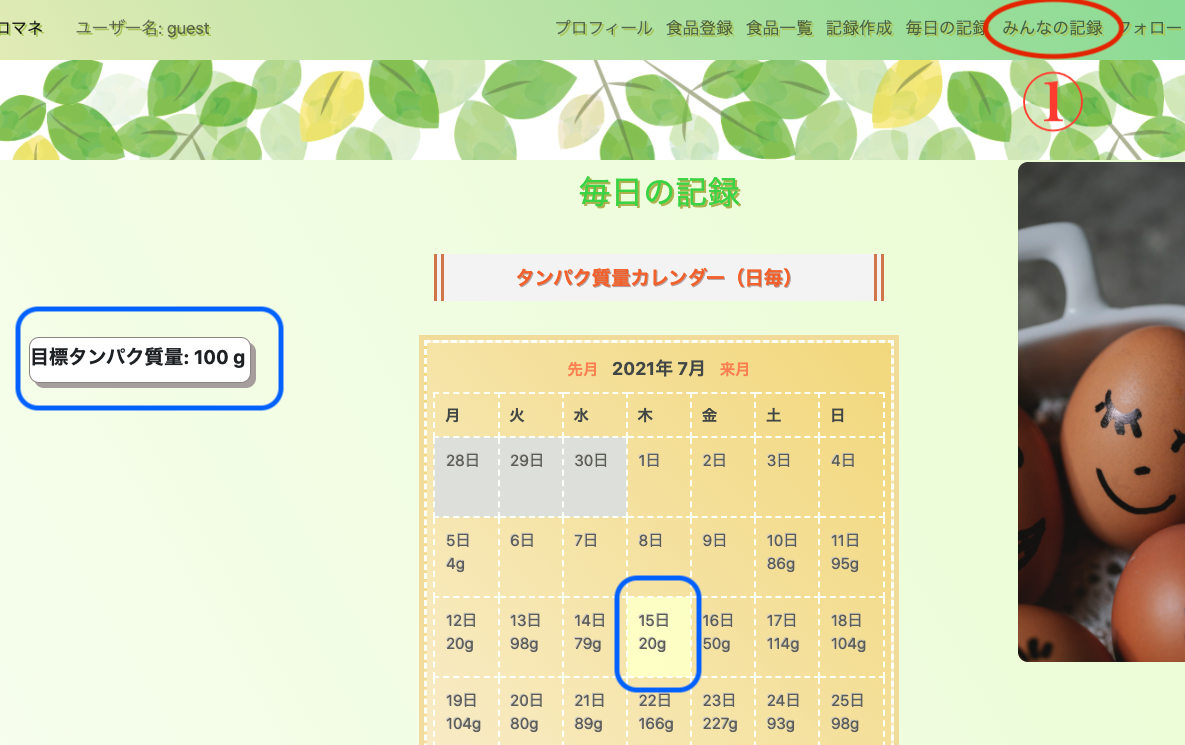 ロマネ ユーザー名: guest プロフィール 食品登録 食品一覧 記録作成 毎日の記録 みんなの記録 フォロー
①
毎日の記録
タンパク質量カレンダー（日毎）
目標タンパク質量: 100 g
先月 2021年 7月 来月
月 火 水 木 金 土 日
28日 29日 30日 1日 2日 3日 4日
5日 6日 7日 8日 9日 10日 11日
4g 86g 95g
12日 13日 14日 15日 16日 17日 18日
20g 98g 79g 20g 50g 114g 104g
19日 20日 21日 22日 23日 24日 25日
104g 80g 89g 166g 227g 93g 98g